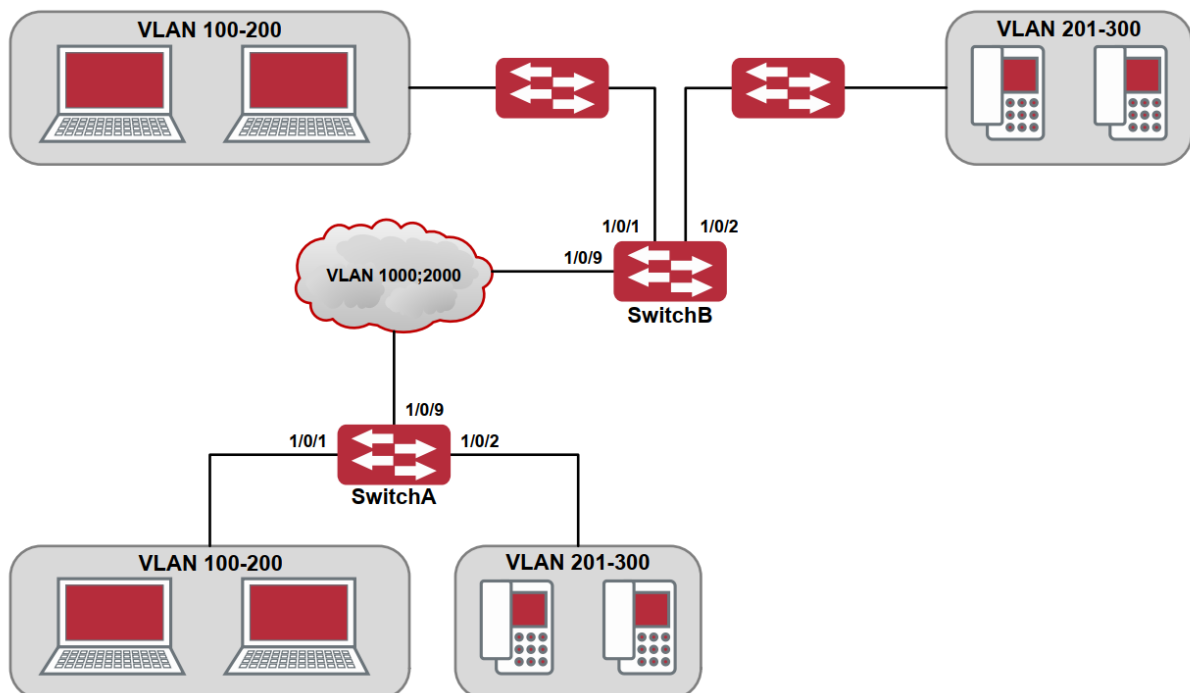 VLAN 100-200
VLAN 201-300
1/0/1
1/0/2
1/0/9
VLAN 1000;2000
SwitchB
1/0/9
1/0/1
1/0/2
SwitchA
VLAN 100-200
VLAN 201-300